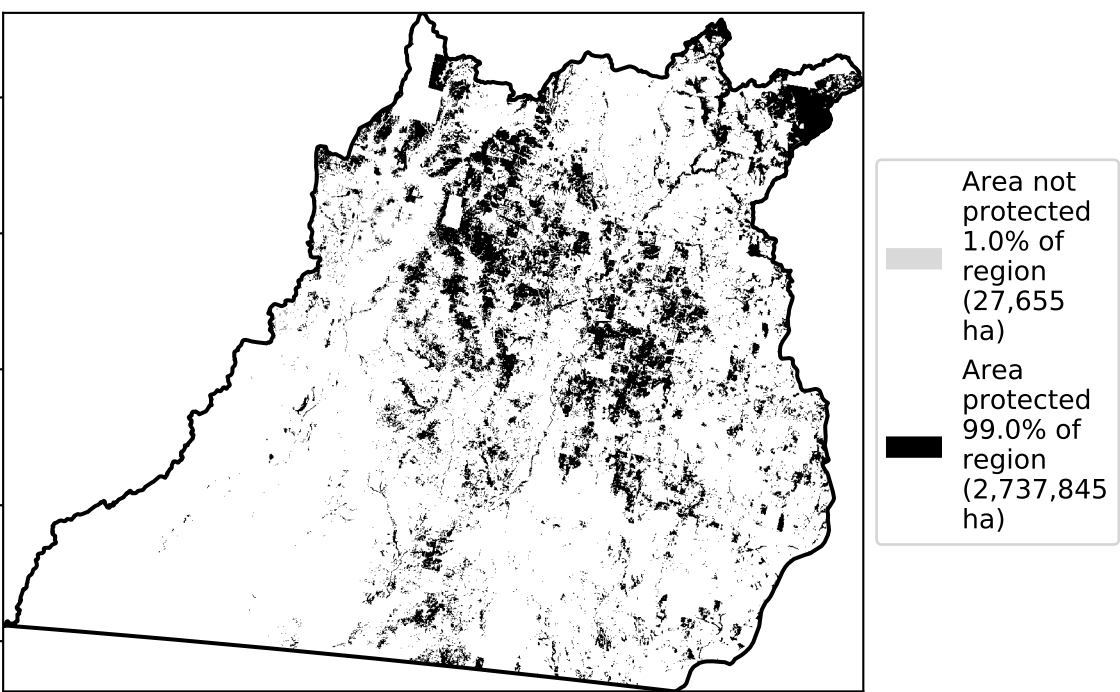 Area not
protected
1.0% of
region
(27,655
ha)
Area
protected
99.0% of
region
(2,737,845
ha)